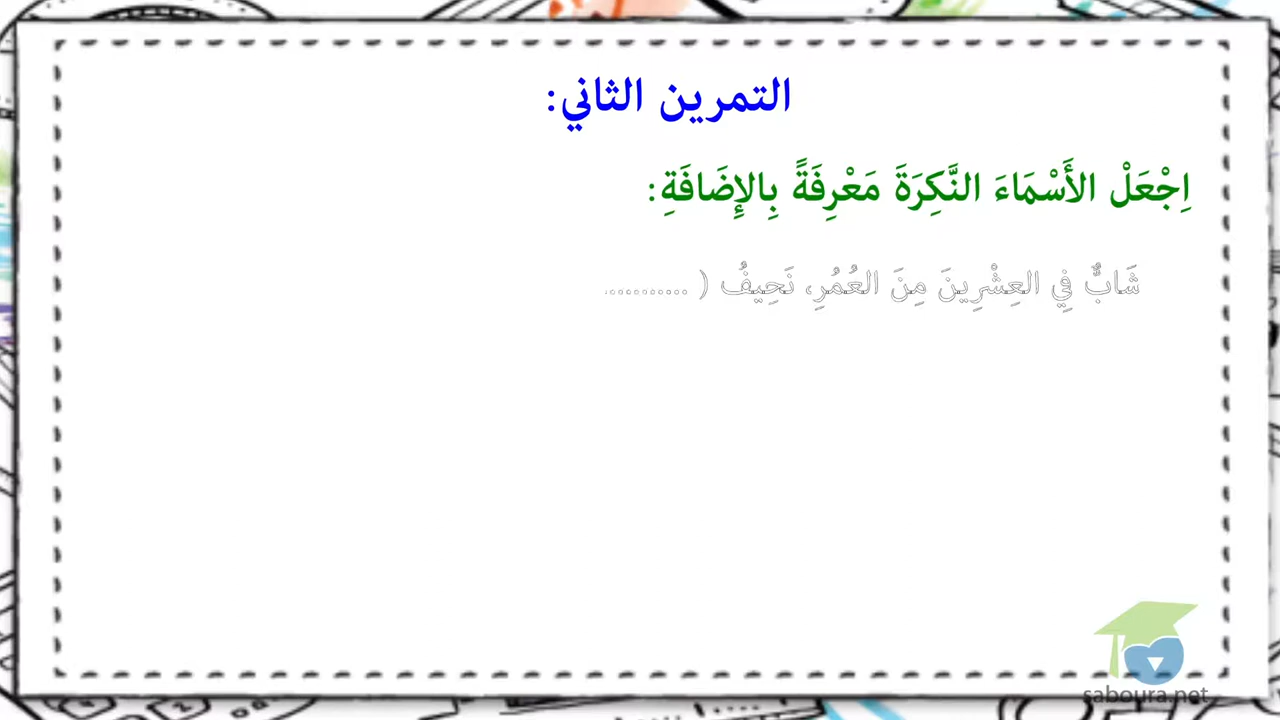 التمرين الثاني:
اِجْعَلْ الأَسْمَاءَ النَّكِرَةَ مَعْرِفَةً بِالإِضَافَةِ:
شَابٌّ فِي العِشْرِينَ مِنَ العُمُرِ، نَحِيفُ ( ...........
saboura.net